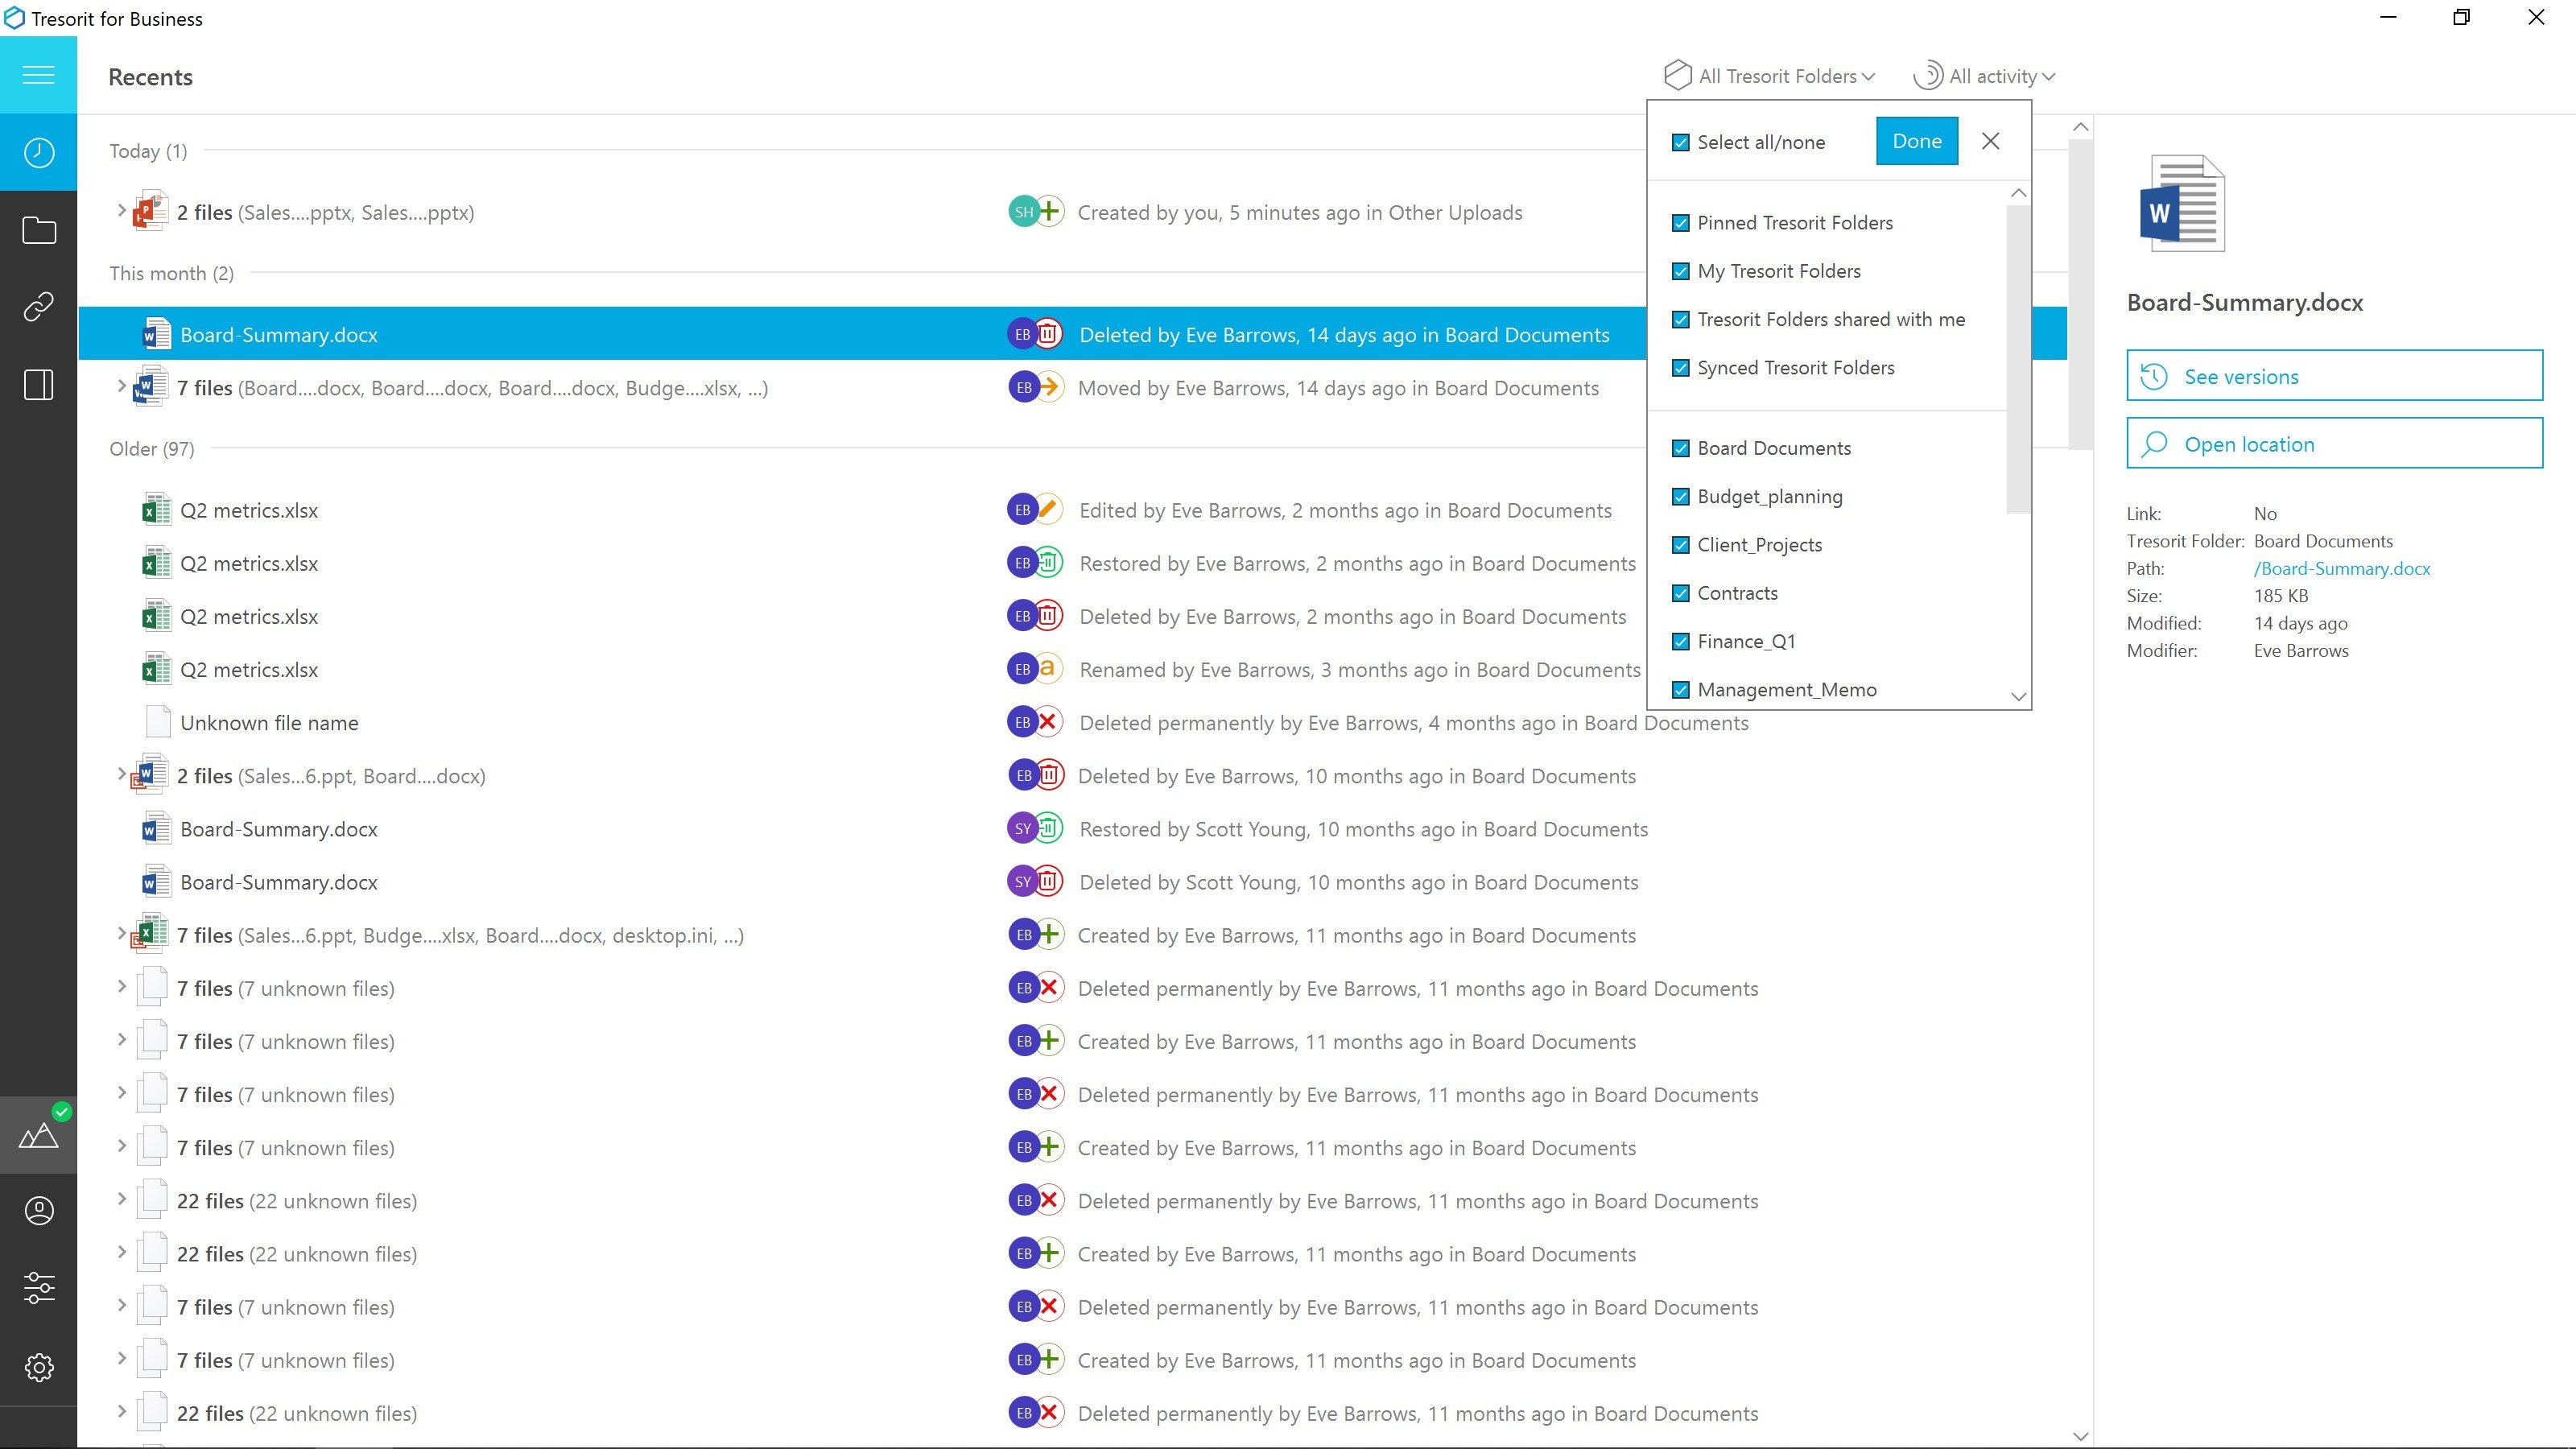 Tresorit for Business
Recents
All Tresorit Folders
All activity
Select all/none
Done
Pinned Tresorit Folders
My Tresorit Folders
Tresorit Folders shared with me
Synced Tresorit Folders
Board Documents
Budget_planning
Client_Projects
Contracts
Finance_Q1
Management_Memo
Today (1)
2 files (Sales....pptx, Sales....pptx) SH Created by you, 5 minutes ago in Other Uploads
This month (2)
Board-Summary.docx EB Deleted by Eve Barrows, 14 days ago in Board Documents
7 files (Board....docx, Board....docx, Board....docx, Budge....xlsx, ...) EB Moved by Eve Barrows, 14 days ago in Board Documents
Older (97)
Q2 metrics.xlsx EB Edited by Eve Barrows, 2 months ago in Board Documents
Q2 metrics.xlsx EB Restored by Eve Barrows, 2 months ago in Board Documents
Q2 metrics.xlsx EB Deleted by Eve Barrows, 2 months ago in Board Documents
Q2 metrics.xlsx EB a Renamed by Eve Barrows, 3 months ago in Board Documents
Unknown file name EB Deleted permanently by Eve Barrows, 4 months ago in Board Documents
2 files (Sales...6.ppt, Board....docx) EB Deleted by Eve Barrows, 10 months ago in Board Documents
Board-Summary.docx SY Restored by Scott Young, 10 months ago in Board Documents
Board-Summary.docx SY Deleted by Scott Young, 10 months ago in Board Documents
7 files (Sales...6.ppt, Budge....xlsx, Board....docx, desktop.ini, ...) EB Created by Eve Barrows, 11 months ago in Board Documents
7 files (7 unknown files) EB Deleted permanently by Eve Barrows, 11 months ago in Board Documents
7 files (7 unknown files) EB Created by Eve Barrows, 11 months ago in Board Documents
7 files (7 unknown files) EB Deleted permanently by Eve Barrows, 11 months ago in Board Documents
7 files (7 unknown files) EB Created by Eve Barrows, 11 months ago in Board Documents
22 files (22 unknown files) EB Deleted permanently by Eve Barrows, 11 months ago in Board Documents
22 files (22 unknown files) EB Created by Eve Barrows, 11 months ago in Board Documents
7 files (7 unknown files) EB Deleted permanently by Eve Barrows, 11 months ago in Board Documents
7 files (7 unknown files) EB Created by Eve Barrows, 11 months ago in Board Documents
22 files (22 unknown files) EB Deleted permanently by Eve Barrows, 11 months ago in Board Documents
W
Board-Summary.docx
See versions
Open location
Link: No
Tresorit Folder: Board Documents
Path: /Board-Summary.docx
Size: 185 KB
Modified: 14 days ago
Modifier: Eve Barrows